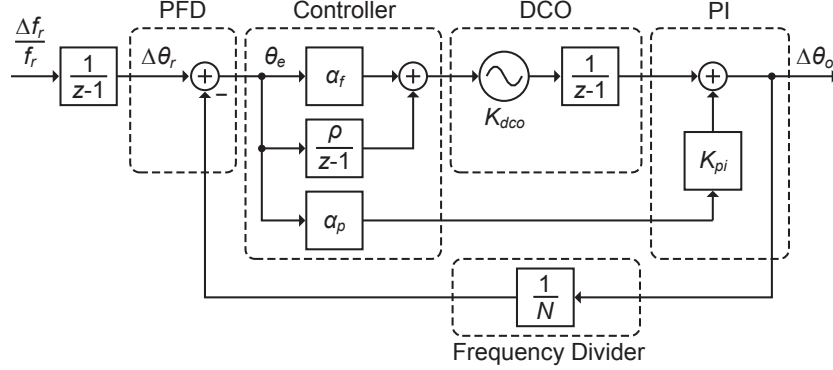 PFD
Controller
DCO
PI
Δf_r
f_r
1
z-1
Δθ_r
+
−
θ_e
α_f
+
K_dco
1
z-1
+
Δθ_o
ρ
z-1
K_pi
α_p
1
N
Frequency Divider